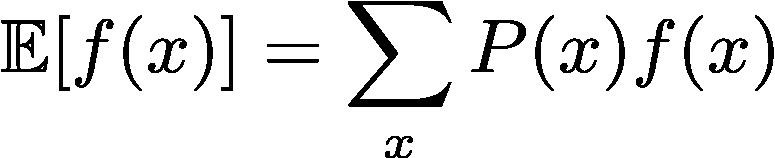 𝔼[f(x)] = ∑ₓ P(x)f(x)